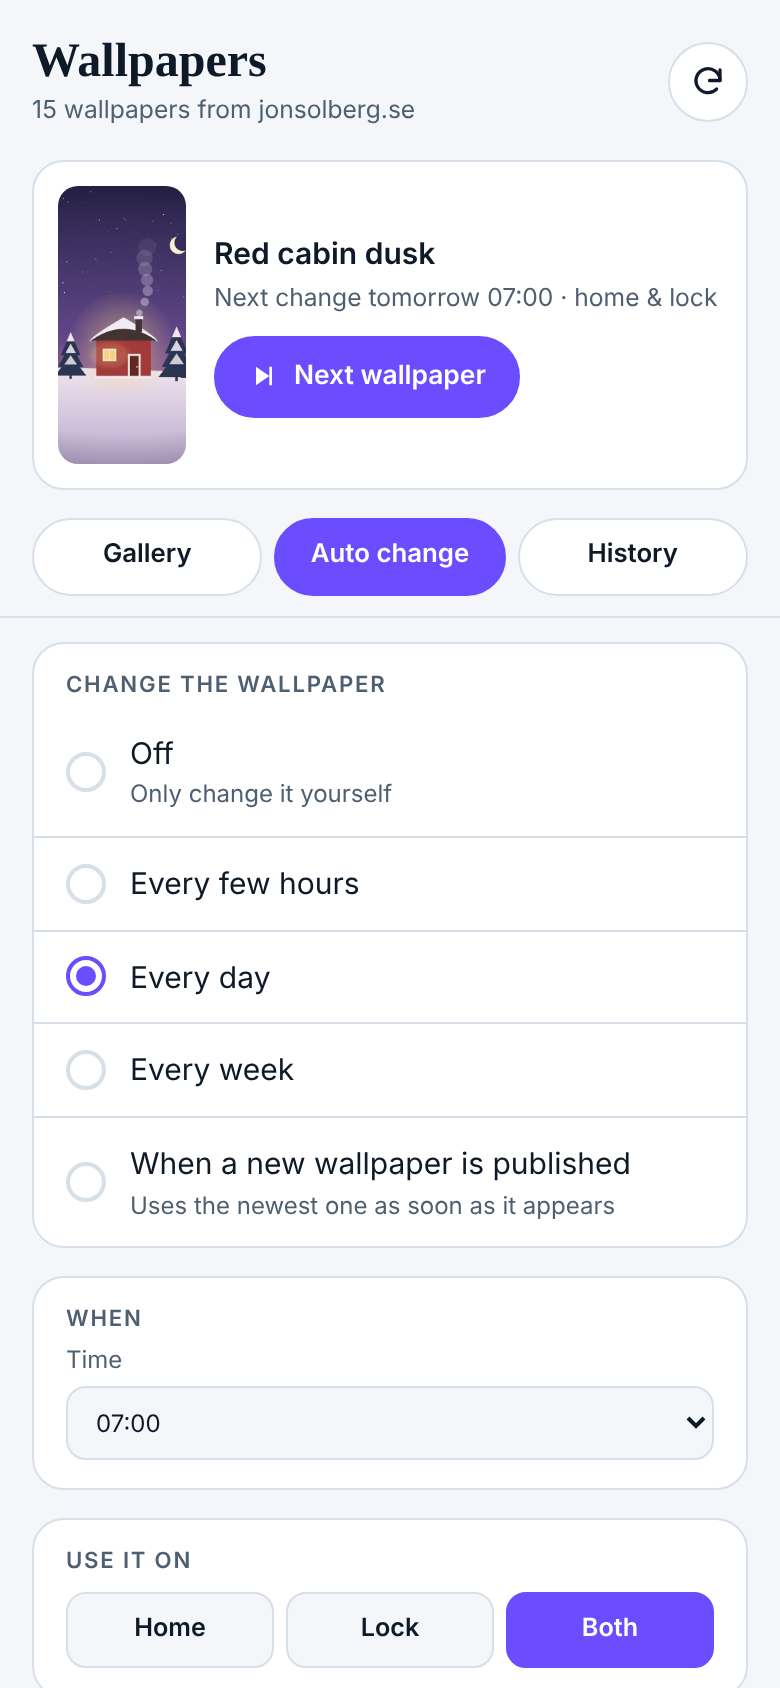 Wallpapers
15 wallpapers from jonsolberg.se
Red cabin dusk
Next change tomorrow 07:00 · home & lock
Next wallpaper
Gallery
Auto change
History
CHANGE THE WALLPAPER
Off
Only change it yourself
Every few hours
Every day
Every week
When a new wallpaper is published
Uses the newest one as soon as it appears
WHEN
Time
07:00
USE IT ON
Home
Lock
Both